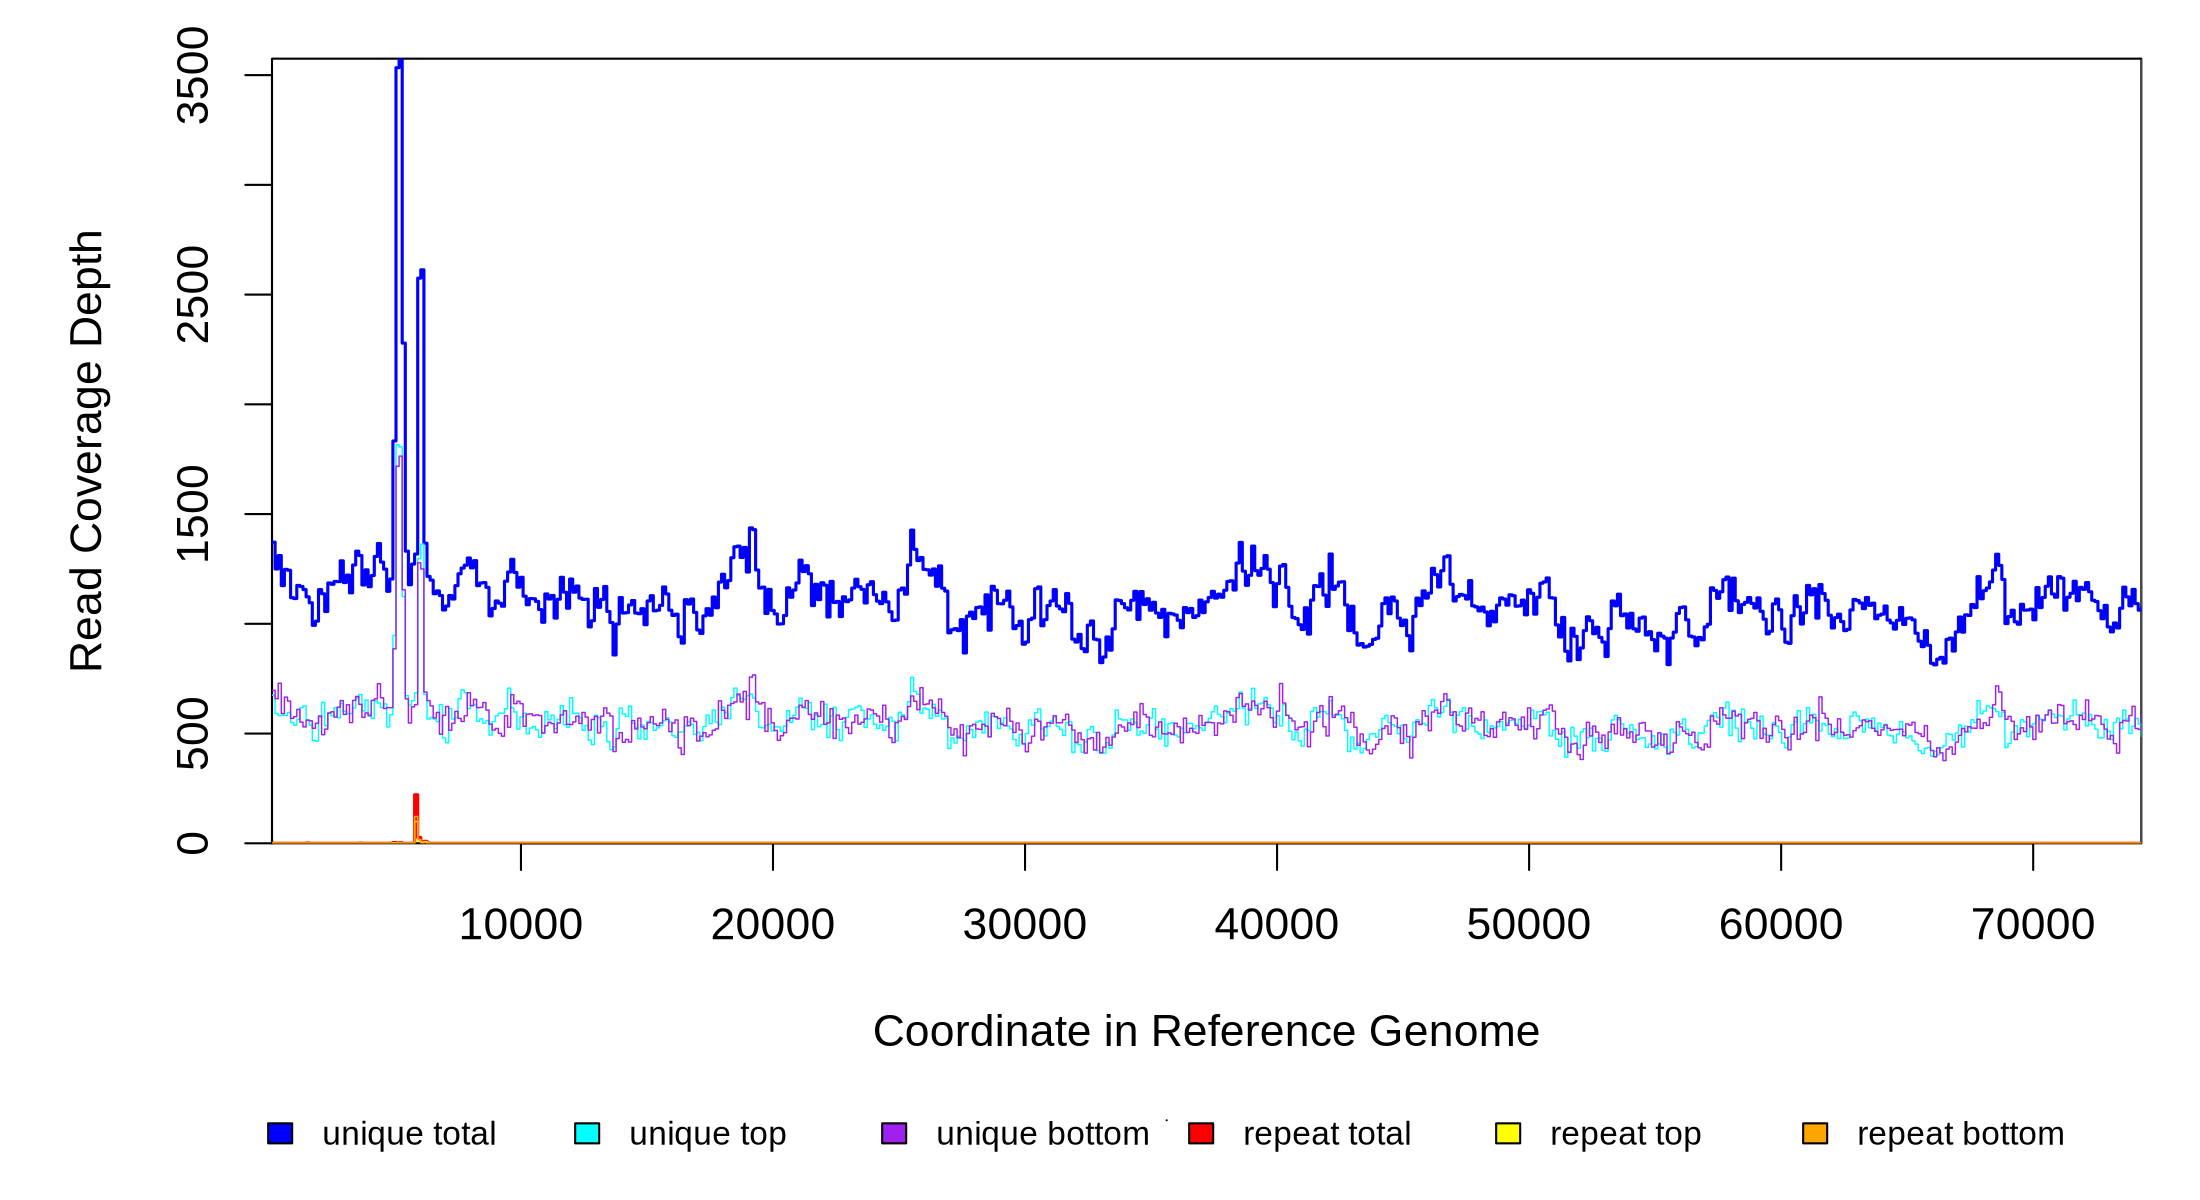 3500
2500
1500
500
0
Read Coverage Depth
10000 20000 30000 40000 50000 60000 70000
Coordinate in Reference Genome
unique total unique top unique bottom repeat total repeat top repeat bottom